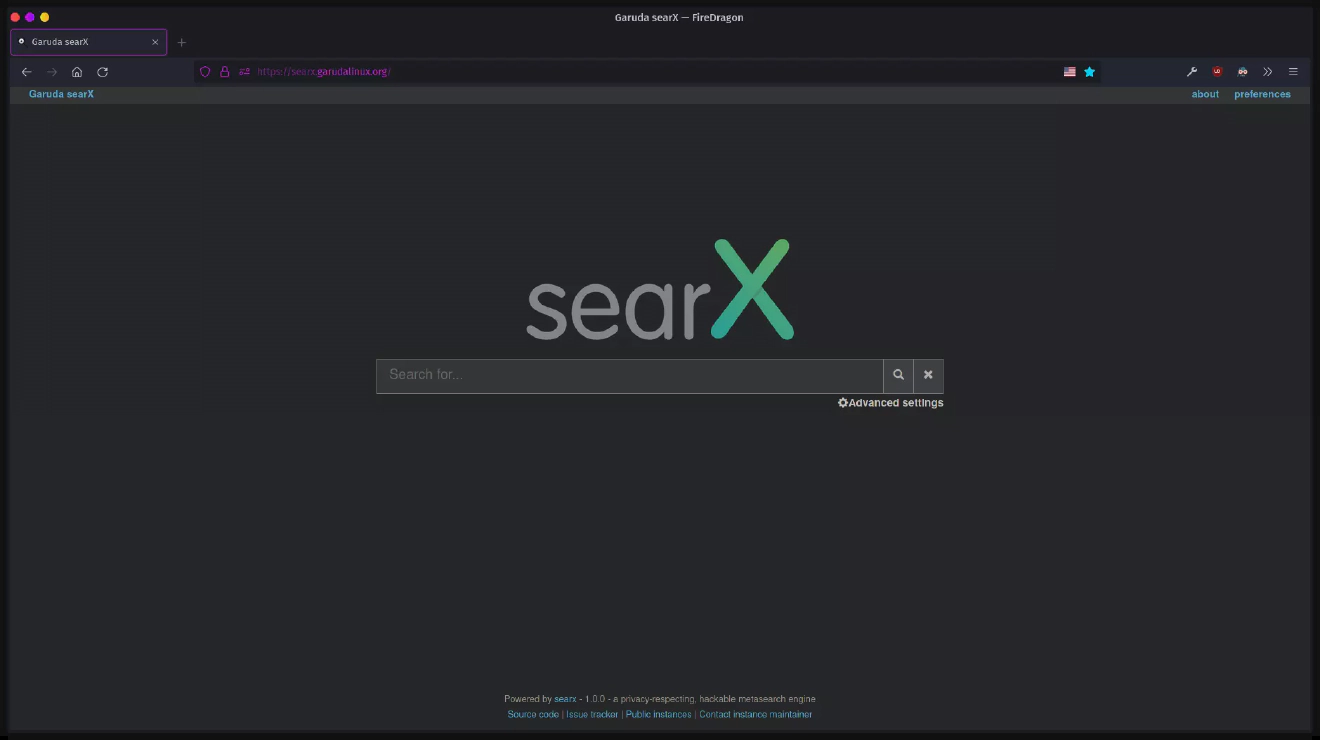 Garuda searX — FireDragon
Garuda searX
https://searx.garudalinux.org/
Garuda searX about preferences
searX
Search for...
Advanced settings
Powered by searx - 1.0.0 - a privacy-respecting, hackable metasearch engine
Source code | Issue tracker | Public instances | Contact instance maintainer